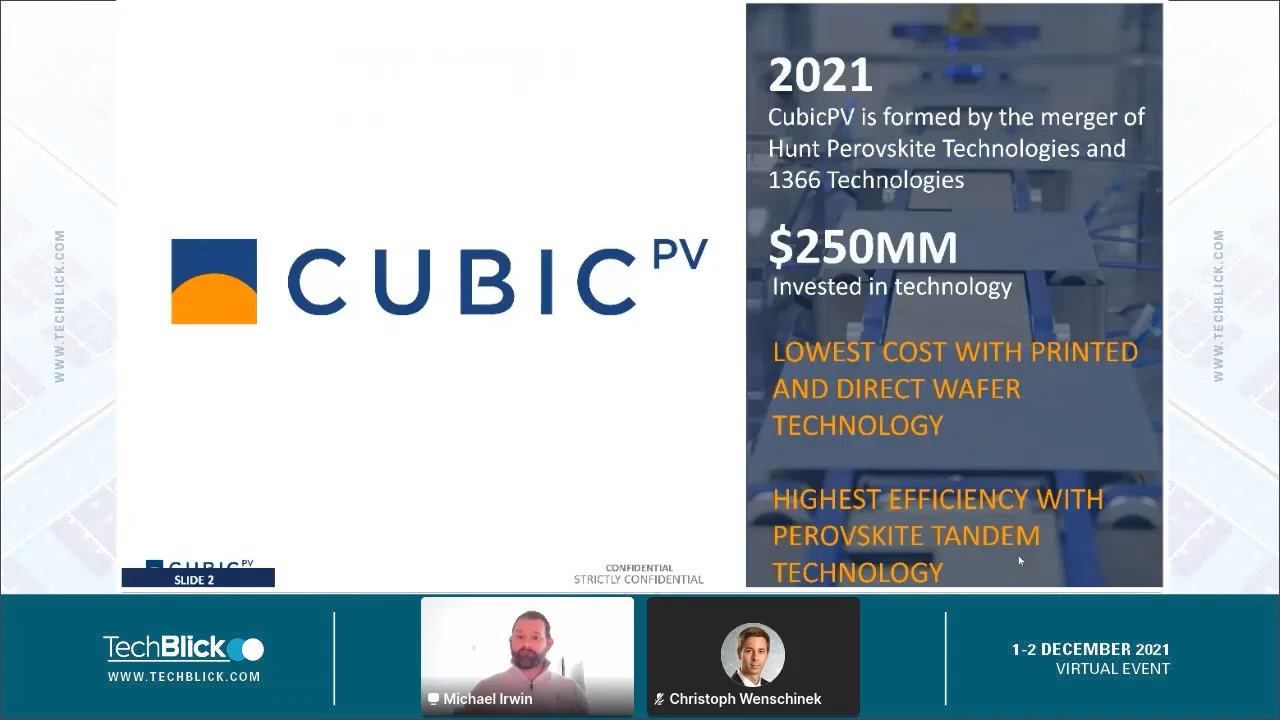 2021
CubicPV is formed by the merger of
Hunt Perovskite Technologies and
1366 Technologies
$250MM
Invested in technology
LOWEST COST WITH PRINTED
AND DIRECT WAFER
TECHNOLOGY
HIGHEST EFFICIENCY WITH
PEROVSKITE TANDEM
TECHNOLOGY
CUBIC PV
WWW.TECHBLICK.COM
WWW.TECHBLICK.COM
CUBIC PV
SLIDE 2
CONFIDENTIAL
STRICTLY CONFIDENTIAL
TechBlick
WWW.TECHBLICK.COM
Michael Irwin
Christoph Wenschinek
1-2 DECEMBER 2021
VIRTUAL EVENT